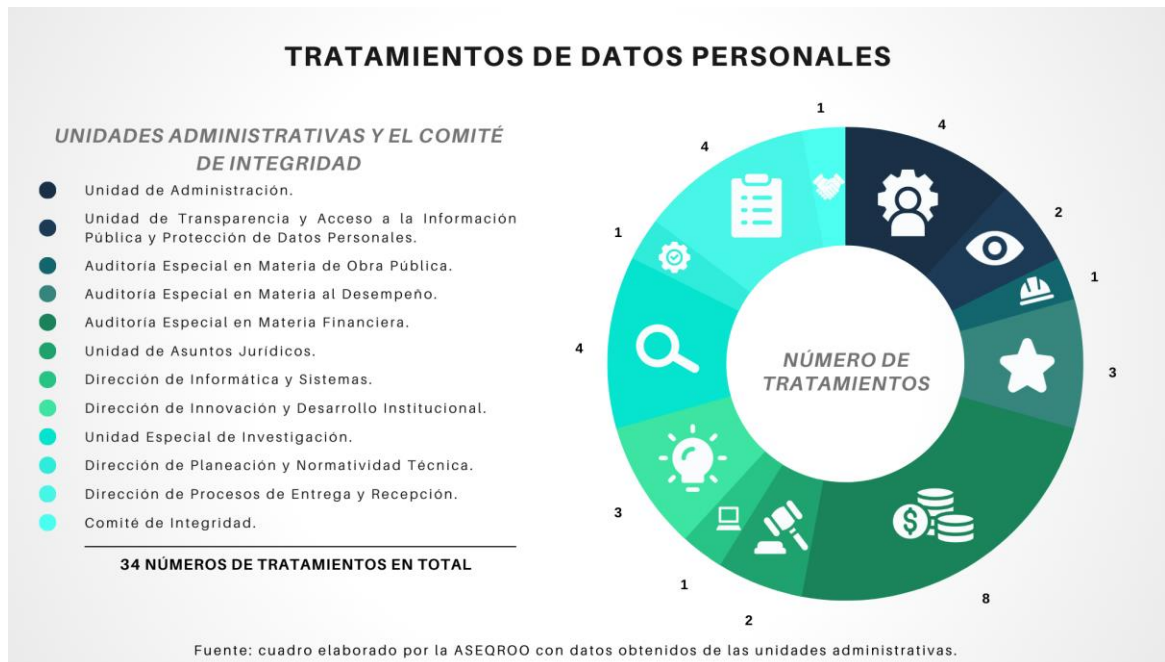 TRATAMIENTOS DE DATOS PERSONALES
UNIDADES ADMINISTRATIVAS Y EL COMITÉ
DE INTEGRIDAD
Unidad de Administración.
Unidad de Transparencia y Acceso a la Información
Pública y Protección de Datos Personales.
Auditoría Especial en Materia de Obra Pública.
Auditoría Especial en Materia al Desempeño.
Auditoría Especial en Materia Financiera.
Unidad de Asuntos Jurídicos.
Dirección de Informática y Sistemas.
Dirección de Innovación y Desarrollo Institucional.
Unidad Especial de Investigación.
Dirección de Planeación y Normatividad Técnica.
Dirección de Procesos de Entrega y Recepción.
Comité de Integridad.
34 NÚMEROS DE TRATAMIENTOS EN TOTAL
NÚMERO DE
TRATAMIENTOS
4
2
1
3
8
2
1
3
4
1
4
1
$
Fuente: cuadro elaborado por la ASEQROO con datos obtenidos de las unidades administrativas.